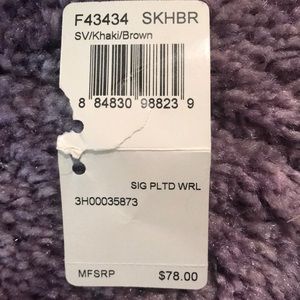 F43434 SKHBR
SV/Khaki/Brown
8 84830 98823 9
SIG PLTD WRL
3H00035873
MFSRP $78.00